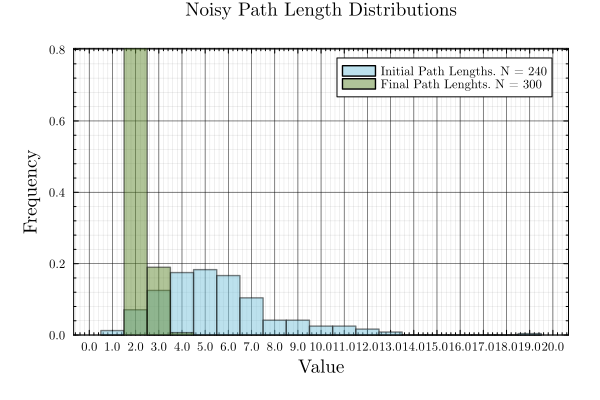 Noisy Path Length Distributions
0.8
0.6
0.4
0.2
0.0
Frequency
Initial Path Lengths. N = 240
Final Path Lenghts. N = 300
0.0 1.0 2.0 3.0 4.0 5.0 6.0 7.0 8.0 9.0 10.0 11.0 12.0 13.0 14.0 15.0 16.0 17.0 18.0 19.0 20.0
Value